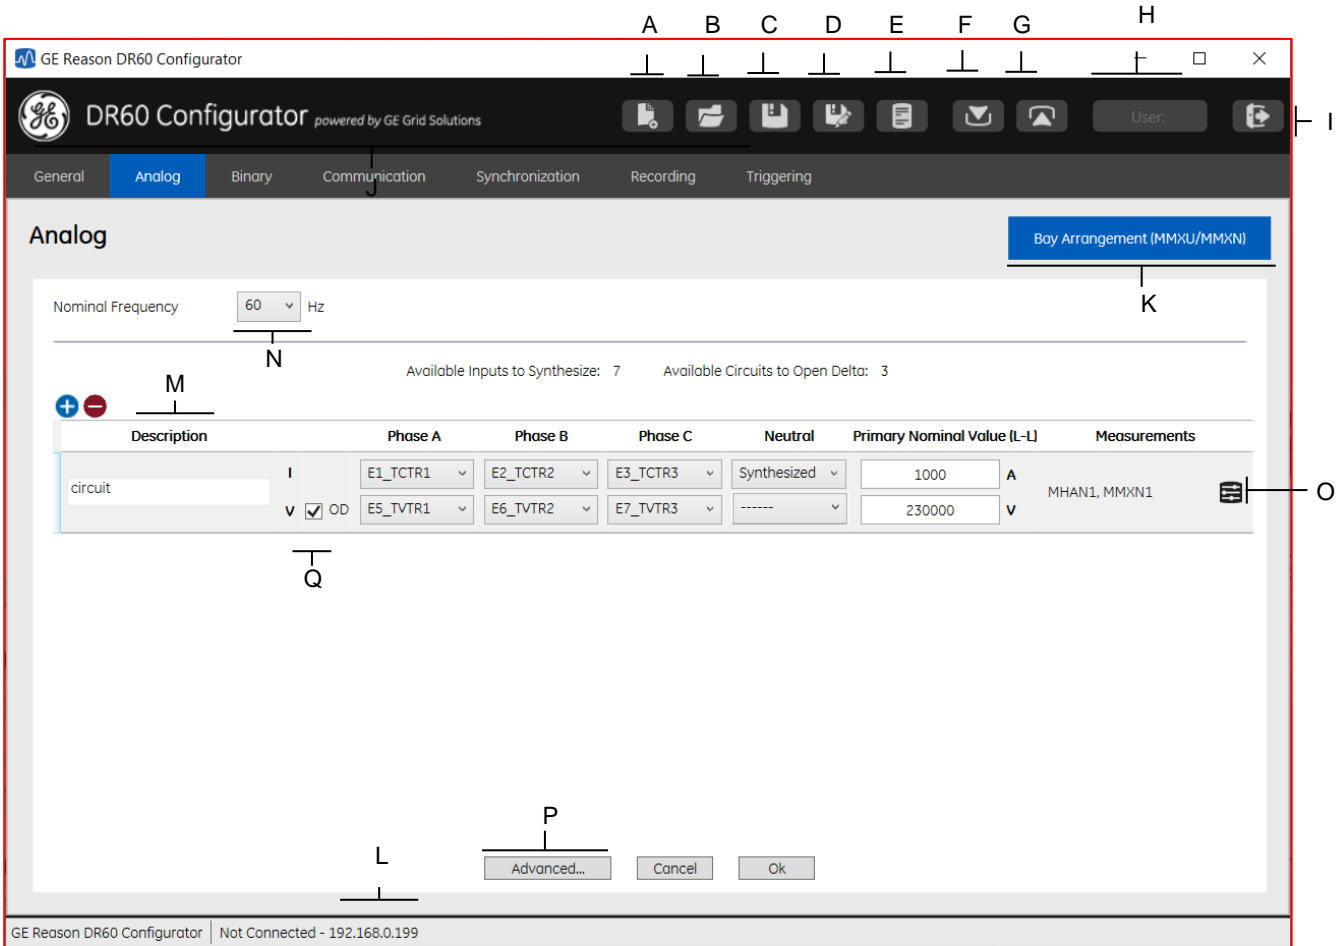 A B C D E F G H
GE Reason DR60 Configurator
DR60 Configurator powered by GE Grid Solutions
User:
I
J
General Analog Binary Communication Synchronization Recording Triggering
Analog
Bay Arrangement (MMXU/MMXN)
K
Nominal Frequency 60 Hz
N
Available Inputs to Synthesize: 7 Available Circuits to Open Delta: 3
M
Description Phase A Phase B Phase C Neutral Primary Nominal Value (L-L) Measurements
circuit
I E1_TCTR1 E2_TCTR2 E3_TCTR3 Synthesized 1000 A
V OD E5_TVTR1 E6_TVTR2 E7_TVTR3 ------ 230000 V
MHAN1, MMXN1
O
Q
P
L
Advanced... Cancel Ok
GE Reason DR60 Configurator Not Connected - 192.168.0.199